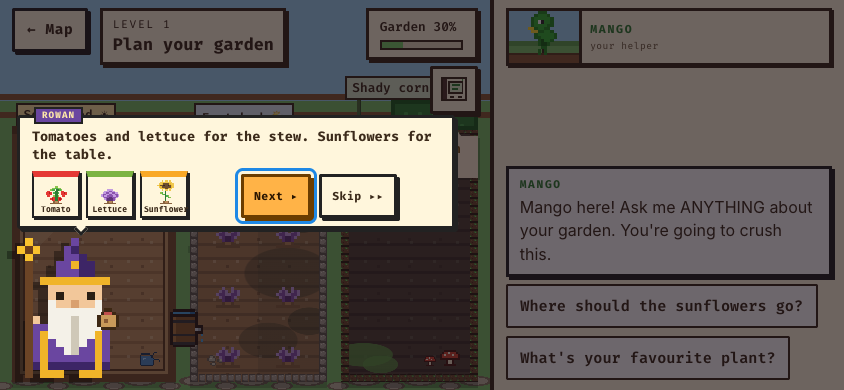 ← Map
LEVEL 1
Plan your garden
Garden 30%
Shady corn
ROWAN
Tomatoes and lettuce for the stew. Sunflowers for
the table.
Tomato
Lettuce
Sunflower
Next ▸
Skip ▸▸
MANGO
your helper
MANGO
Mango here! Ask me ANYTHING about
your garden. You're going to crush
this.
Where should the sunflowers go?
What's your favourite plant?